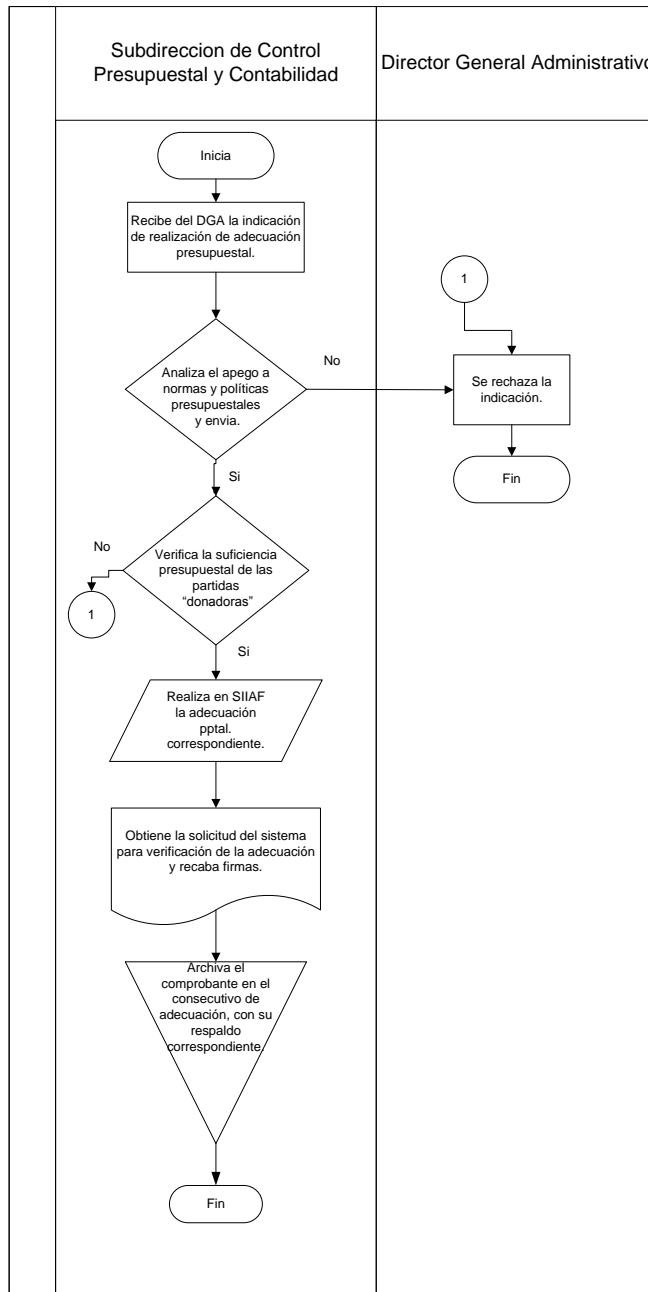 Subdireccion de Control
Presupuestal y Contabilidad
Director General Administrativo
Inicia
Recibe del DGA la indicación
de realización de adecuación
presupuestal.
1
Analiza el apego a
normas y políticas
presupuestales
y envia.
No
Se rechaza la
indicación.
Si
Fin
No
Verifica la suficiencia
presupuestal de las
partidas
“donadoras”
1
Si
Realiza en SIIAF
la adecuación
pptal.
correspondiente.
Obtiene la solicitud del sistema
para verificación de la adecuación
y recaba firmas.
Archiva el
comprobante en el
consecutivo de
adecuación, con su
respaldo
correspondiente.
Fin